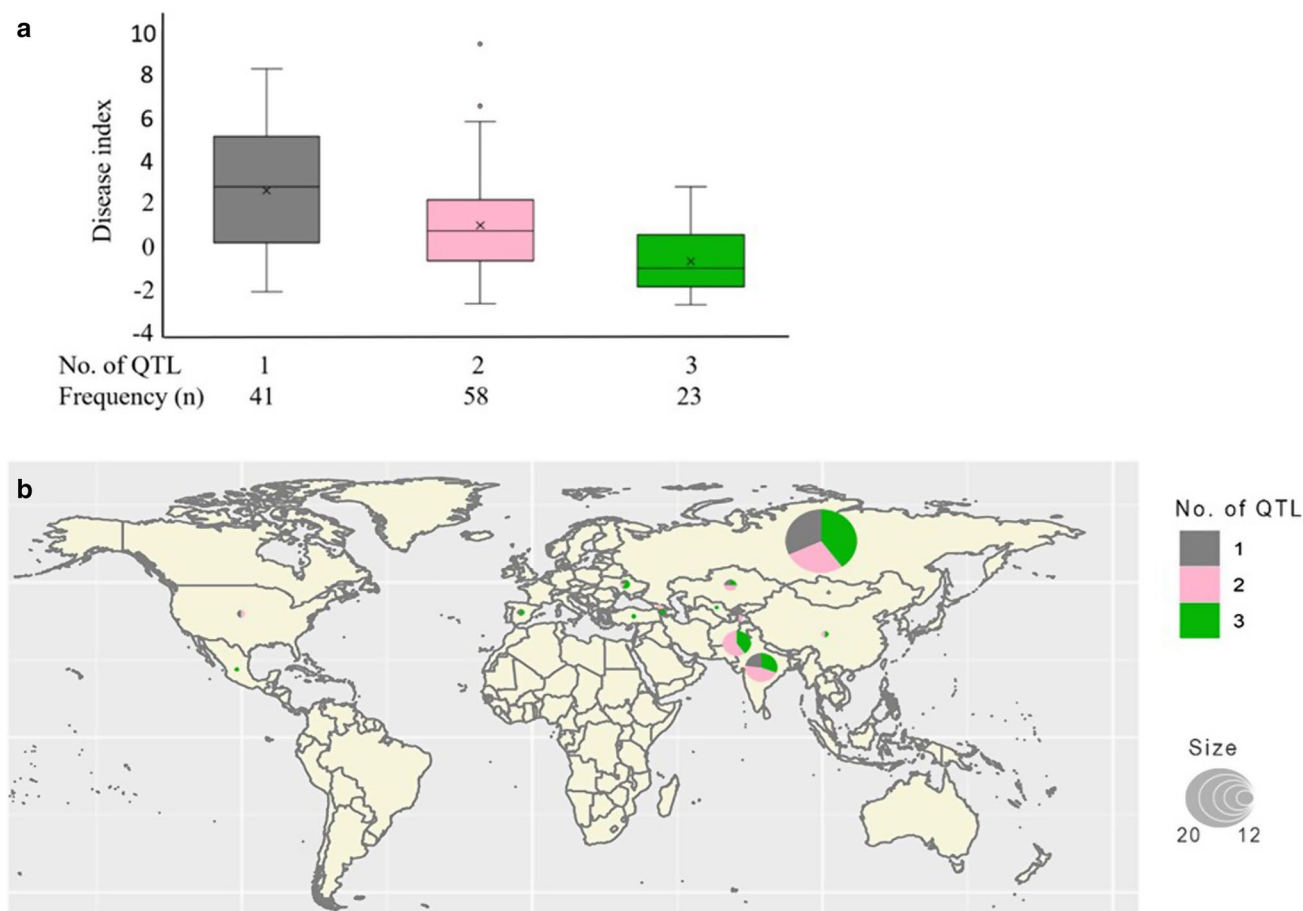 a
10
8
6
4
2
0
-2
-4
Disease index
No. of QTL 1 2 3
Frequency (n) 41 58 23
b
No. of QTL
1
2
3
Size
20 12